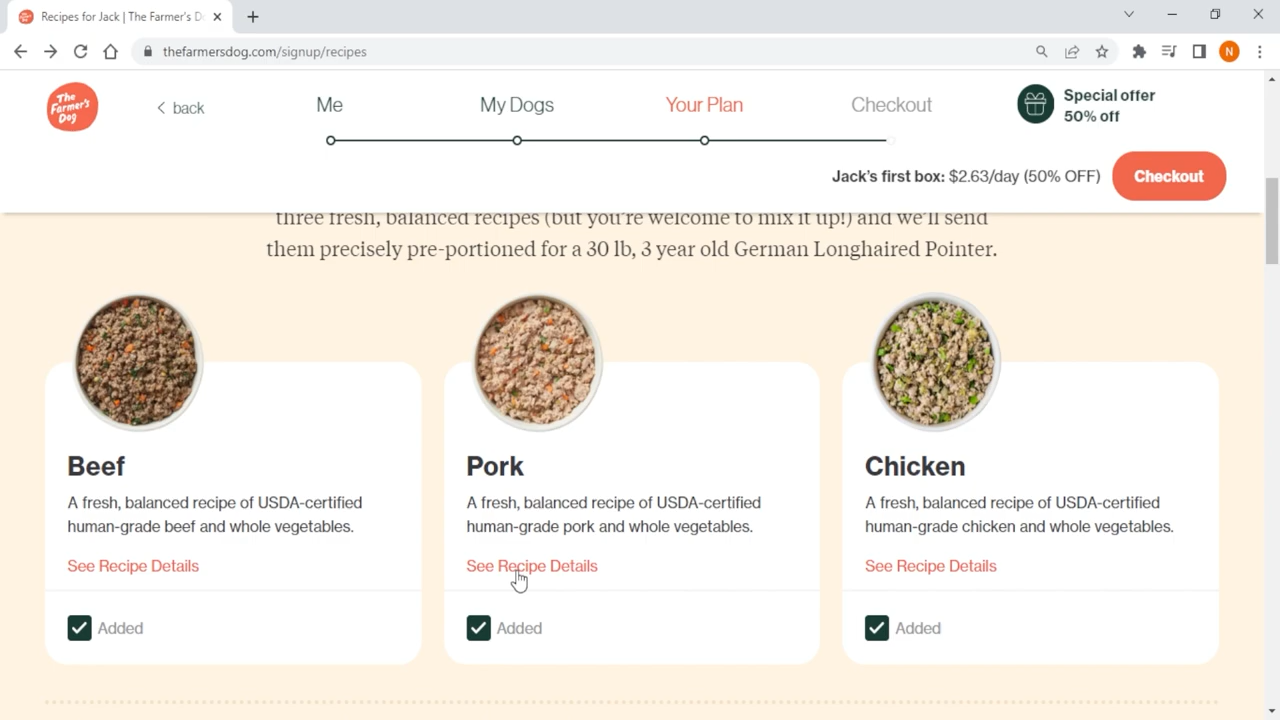 Recipes for Jack | The Farmer's D
thefarmersdog.com/signup/recipes
N
The Farmer's Dog
back
Me
My Dogs
Your Plan
Checkout
Special offer
50% off
Jack's first box: $2.63/day (50% OFF)
Checkout
three fresh, balanced recipes (but you're welcome to mix it up!) and we'll send
them precisely pre-portioned for a 30 lb, 3 year old German Longhaired Pointer.
Beef
A fresh, balanced recipe of USDA-certified
human-grade beef and whole vegetables.
See Recipe Details
Added
Pork
A fresh, balanced recipe of USDA-certified
human-grade pork and whole vegetables.
See Recipe Details
Added
Chicken
A fresh, balanced recipe of USDA-certified
human-grade chicken and whole vegetables.
See Recipe Details
Added